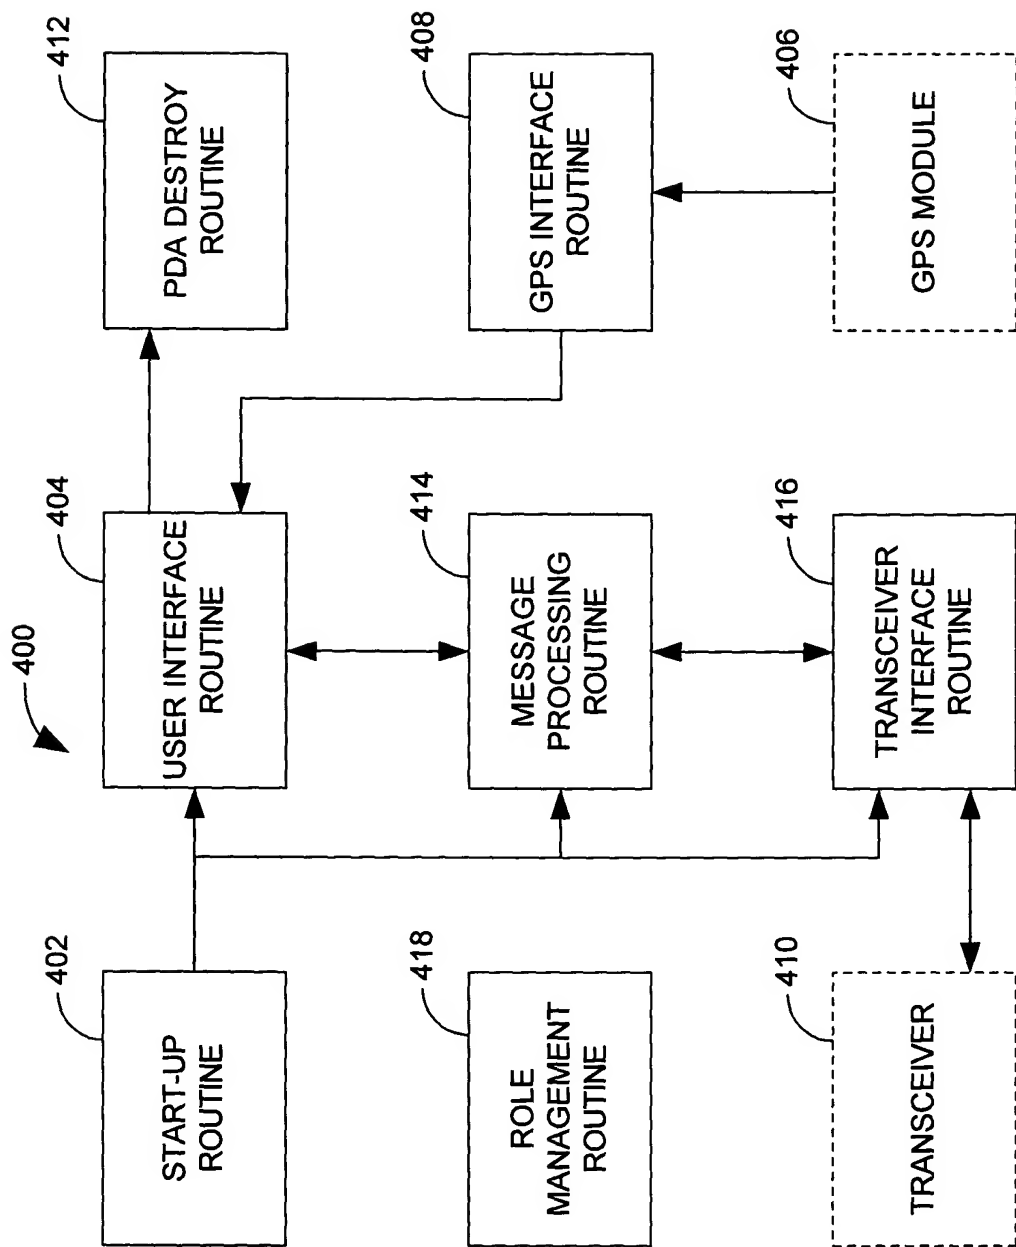 400
402
START-UP
ROUTINE
404
USER INTERFACE
ROUTINE
412
PDA DESTROY
ROUTINE
418
ROLE
MANAGEMENT
ROUTINE
414
MESSAGE
PROCESSING
ROUTINE
408
GPS INTERFACE
ROUTINE
410
TRANSCEIVER
416
TRANSCEIVER
INTERFACE
ROUTINE
406
GPS MODULE